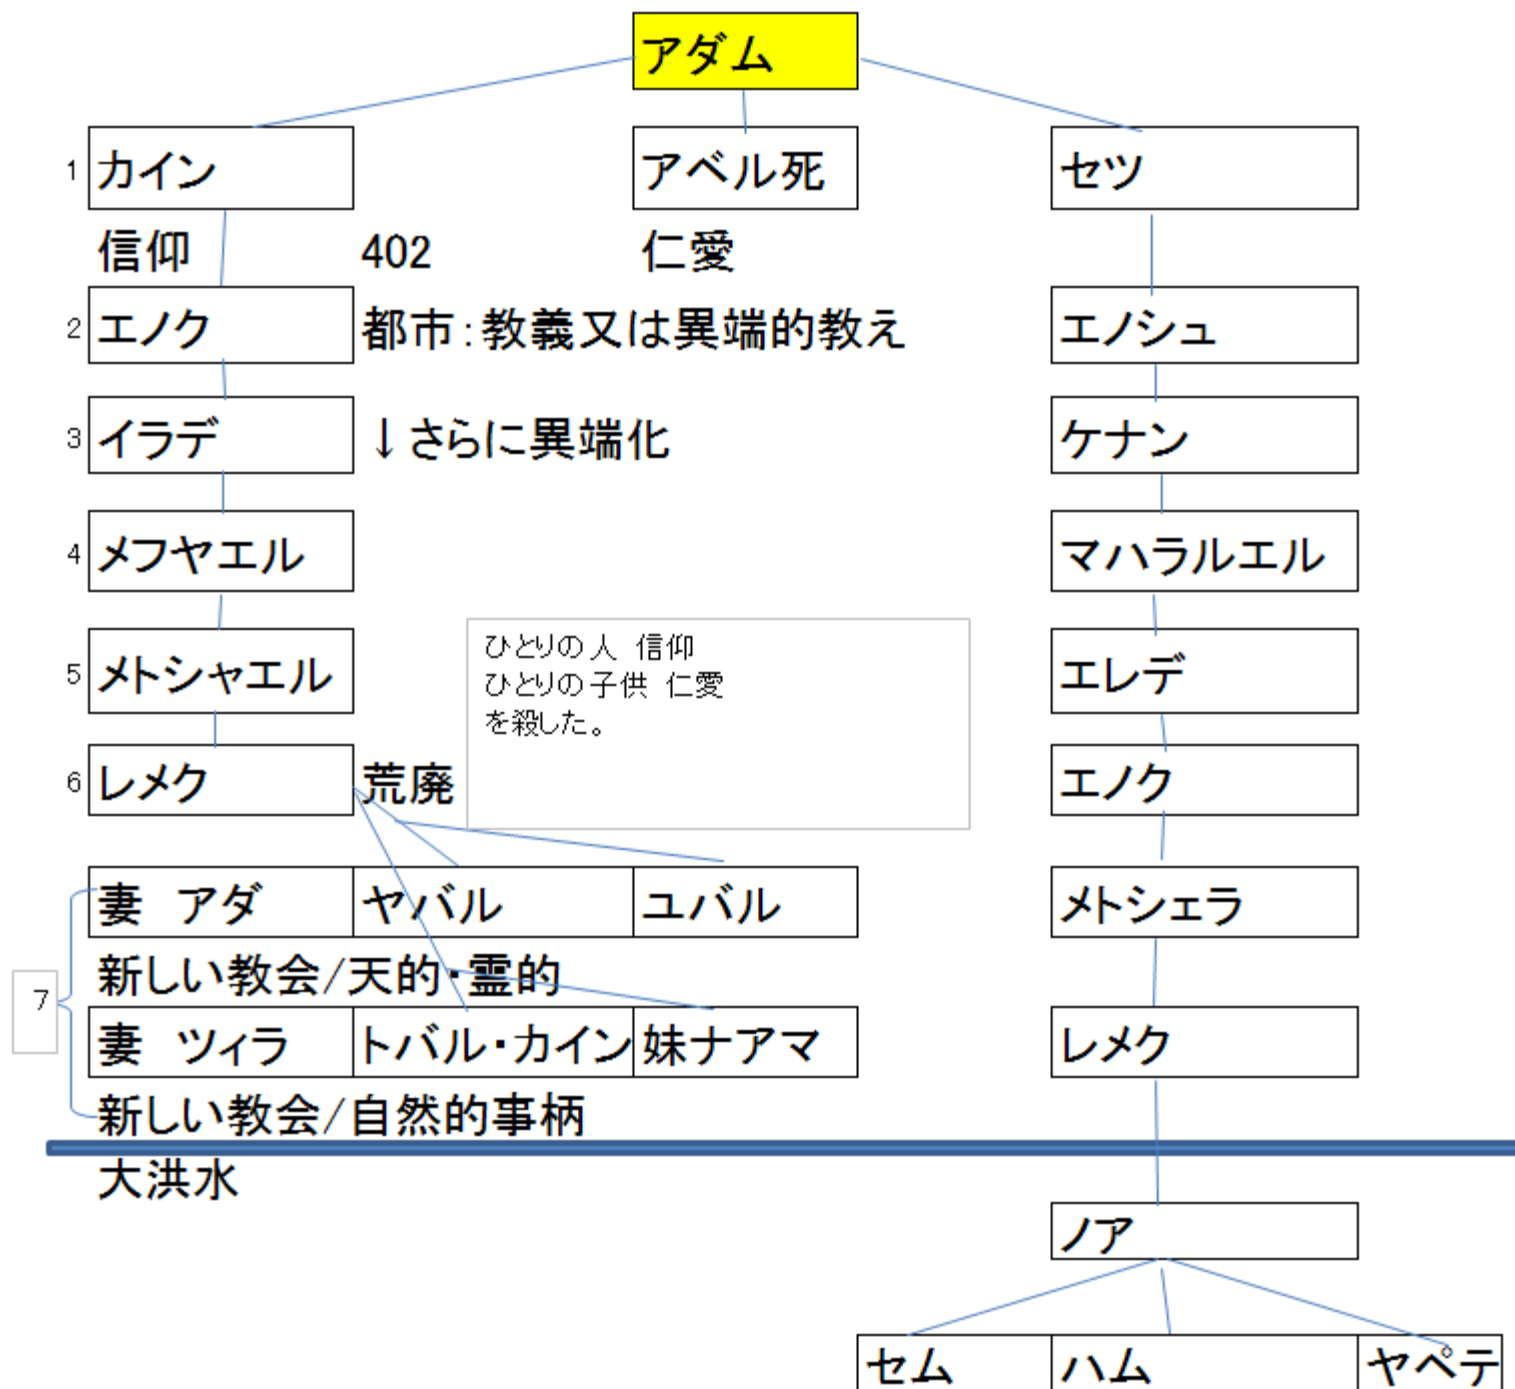 アダム
1 カイン アベル死 セツ
信仰 402 仁愛
2 エノク 都市:教義又は異端的教え エノシュ
3 イラデ ↓さらに異端化 ケナン
4 メフヤエル マハラルエル
ひとりの人 信仰
ひとりの子供 仁愛
を殺した。
5 メトシャエル エレデ
6 レメク 荒廃 エノク
妻 アダ ヤバル ユバル メトシェラ
新しい教会/天的・霊的
7
妻 ツィラ トバル・カイン 妹ナアマ レメク
新しい教会/自然的事柄
大洪水
ノア
セム ハム ヤペテ